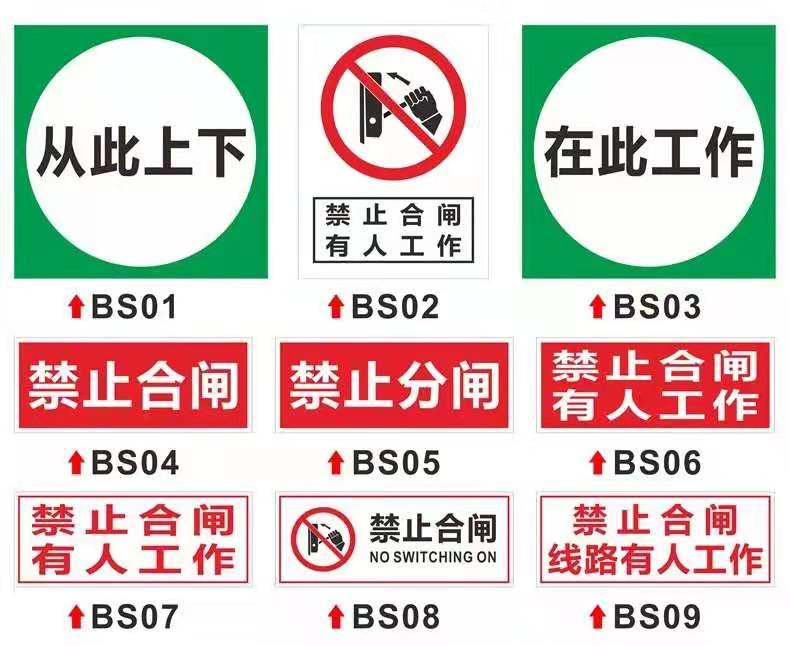 从此上下
禁止合闸
有人工作
在此工作
BS01
BS02
BS03
禁止合闸
禁止分闸
禁止合闸
有人工作
BS04
BS05
BS06
禁止合闸
有人工作
禁止合闸
NO SWITCHING ON
禁止合闸
线路有人工作
BS07
BS08
BS09